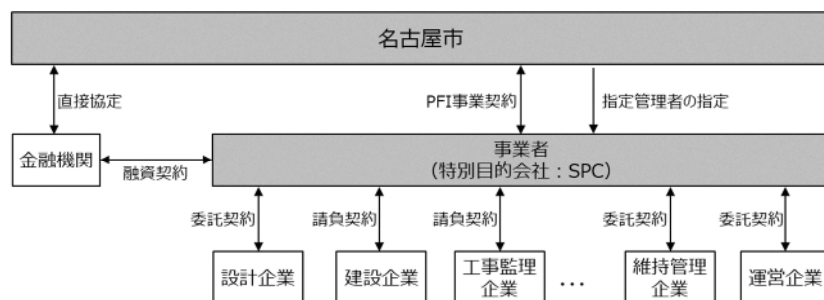 名古屋市
直接協定
PFI事業契約
指定管理者の指定
金融機関
融資契約
事業者
(特別目的会社：SPC)
委託契約
請負契約
請負契約
委託契約
委託契約
設計企業
建設企業
工事監理
企業
…
維持管理
企業
運営企業